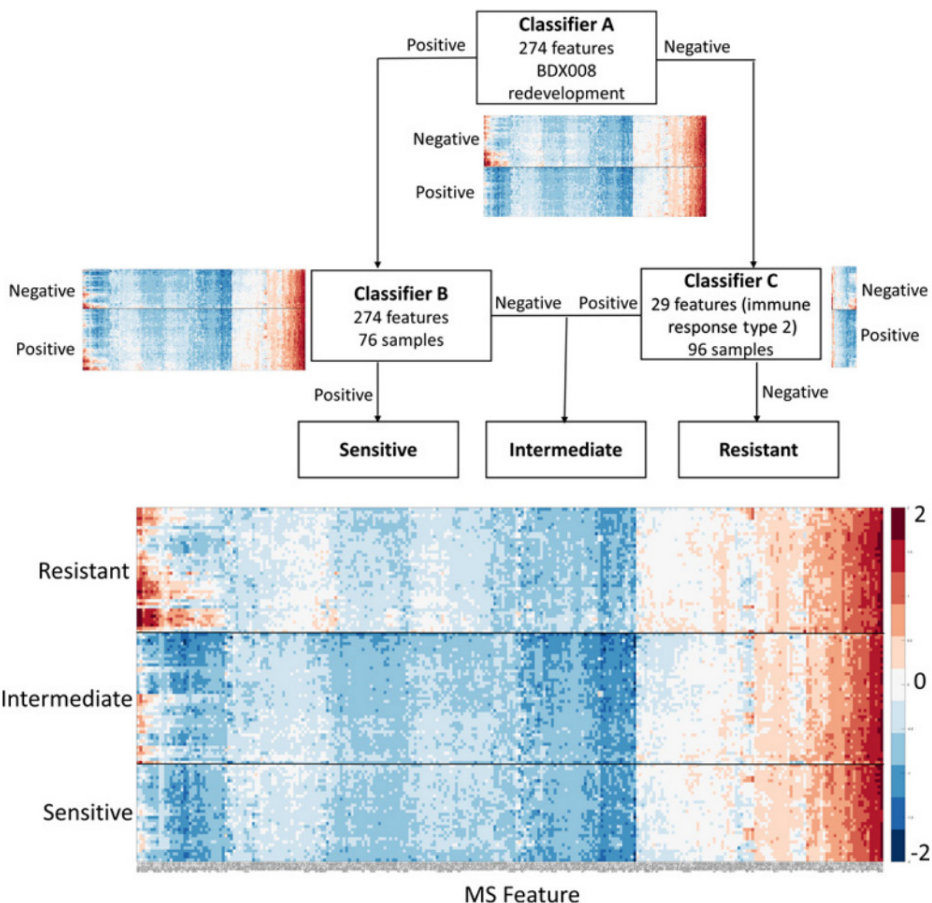 Classifier A
274 features
BDX008
redevelopment
Positive
Negative
Negative
Positive
Negative
Positive
Classifier B
274 features
76 samples
Negative
Positive
Classifier C
29 features (immune
response type 2)
96 samples
Negative
Positive
Positive
Negative
Sensitive
Intermediate
Resistant
Resistant
Intermediate
Sensitive
2
0
-2
MS Feature